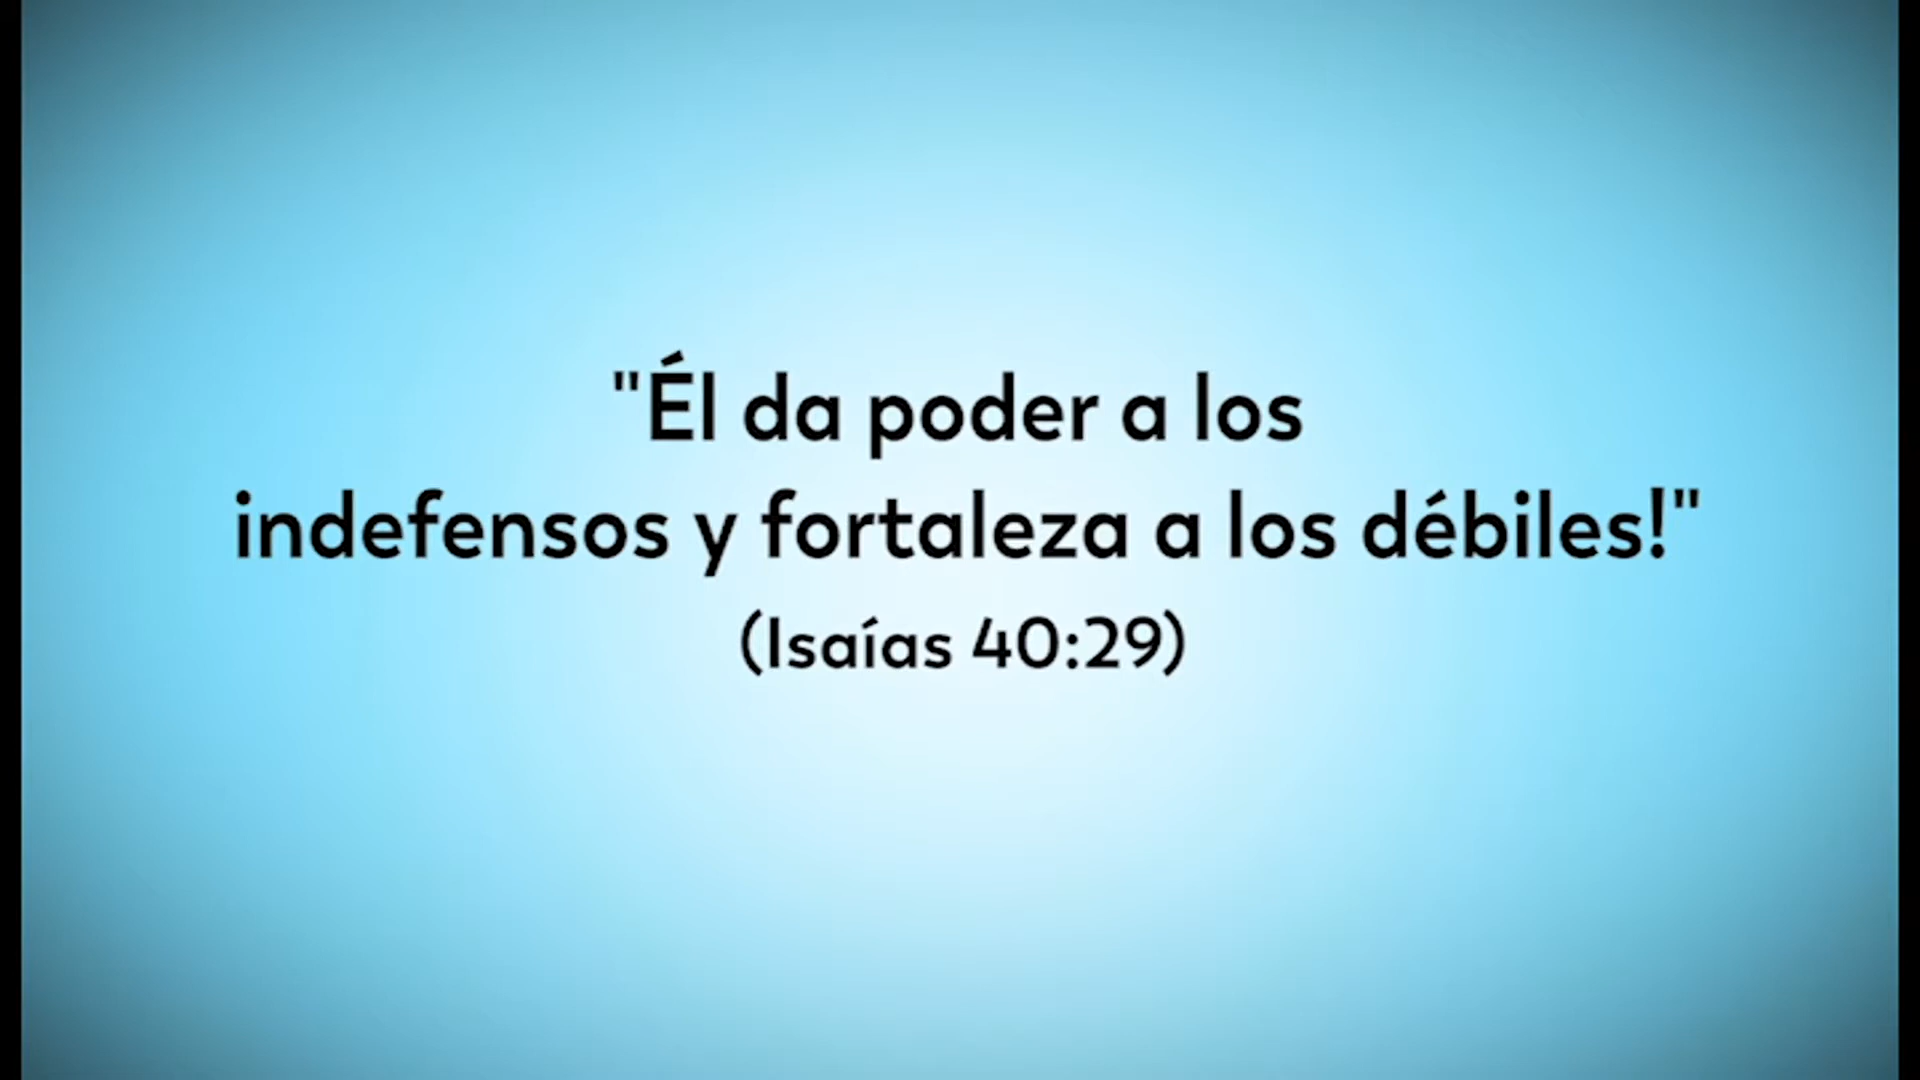 "Él da poder a los
indefensos y fortaleza a los débiles!"
(Isaías 40:29)